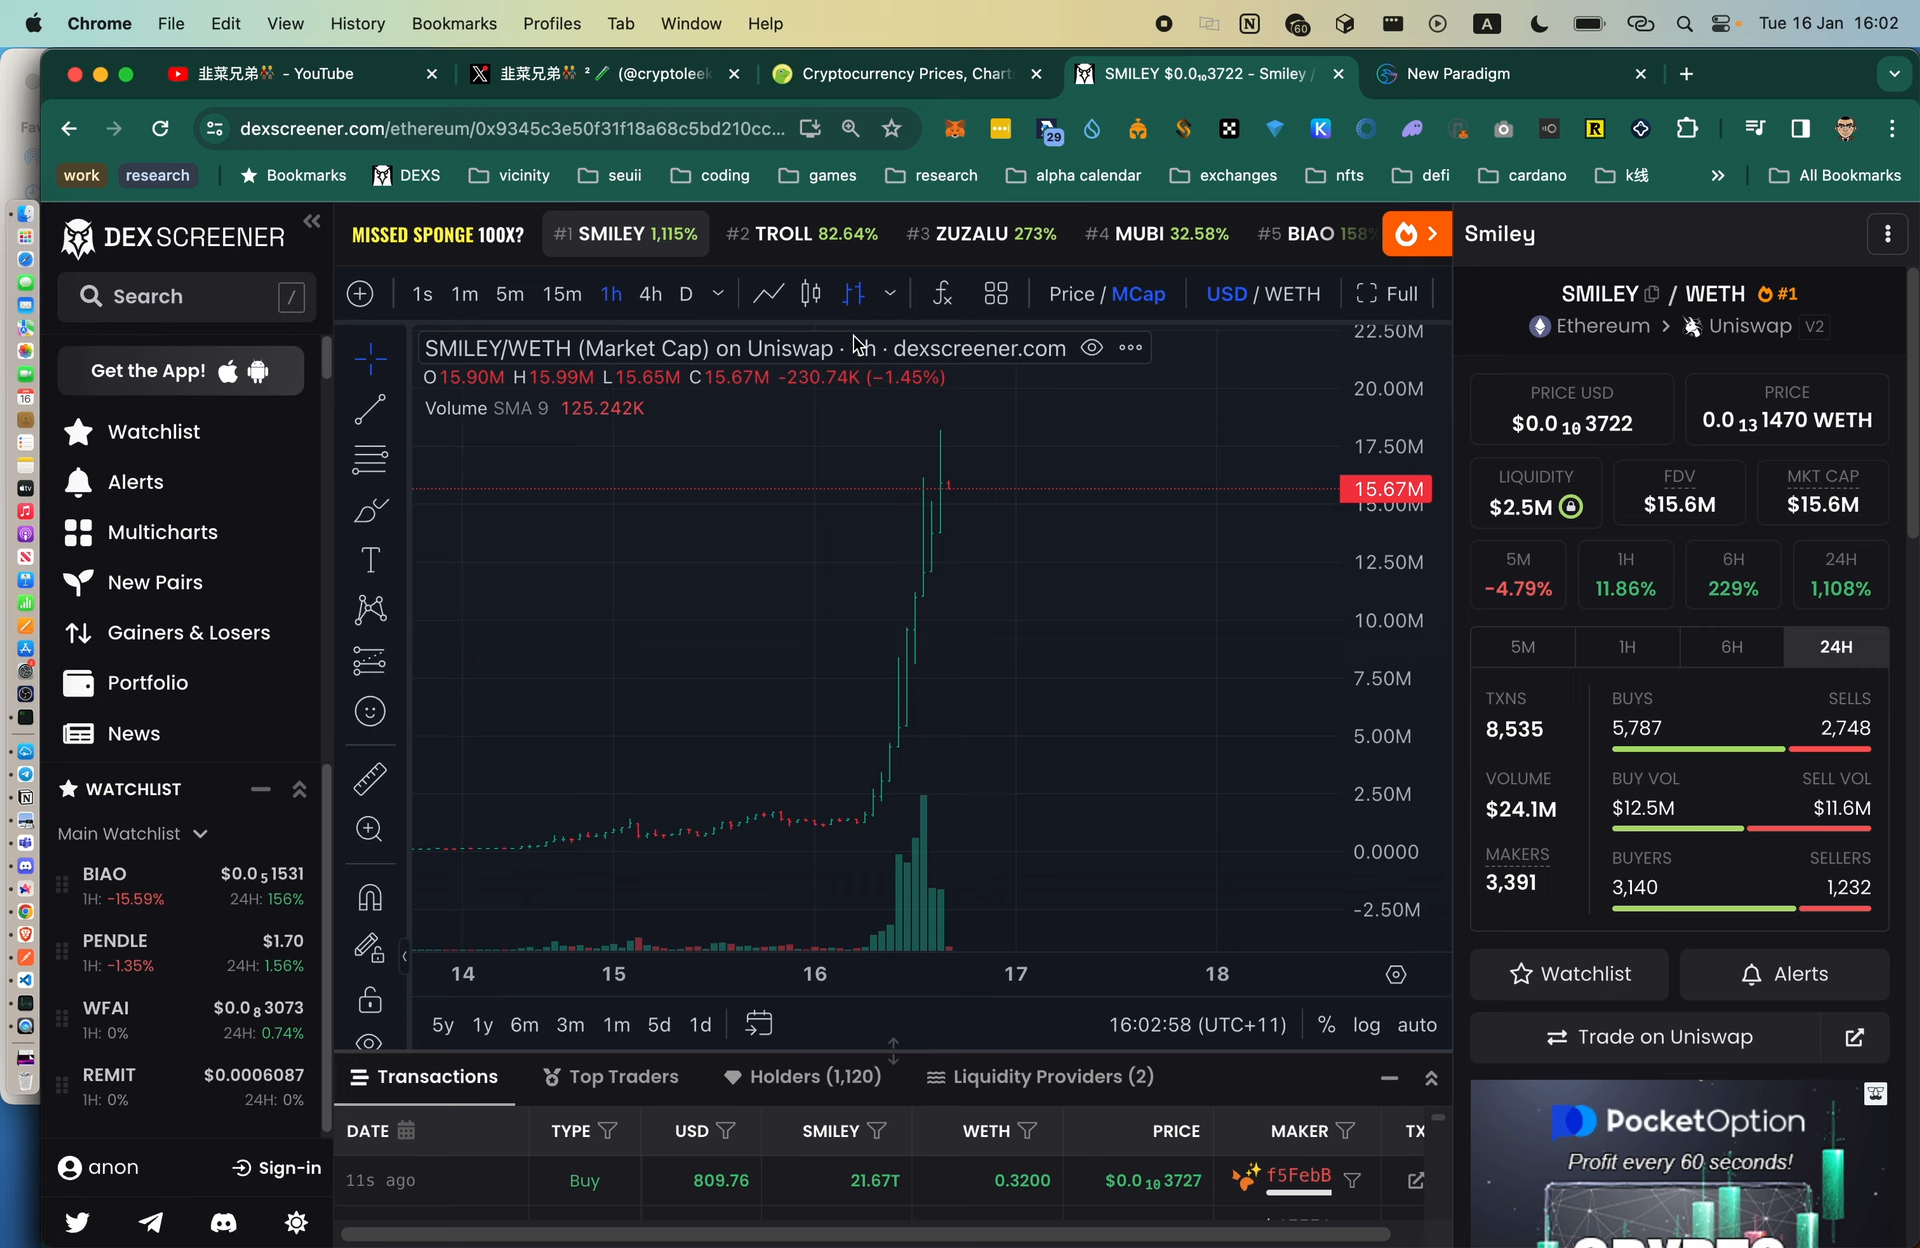 Chrome File Edit View History Bookmarks Profiles Tab Window Help
60 A Tue 16 Jan 16:02
韭菜兄弟 - YouTube
韭菜兄弟 (@cryptoleek
Cryptocurrency Prices, Chart
SMILEY $0.0₁₀3722 - Smiley /
New Paradigm
dexscreener.com/ethereum/0x9345c3e50f31f18a68c5bd210cc...
29
work research Bookmarks DEXS vicinity seuii coding games research alpha calendar exchanges nfts defi cardano k线 » All Bookmarks
DEX SCREENER
MISSED SPONGE 100X? #1 SMILEY 1,115% #2 TROLL 82.64% #3 ZUZALU 273% #4 MUBI 32.58% #5 BIAO 158%
Search /
Get the App!
Watchlist
Alerts
Multicharts
New Pairs
Gainers & Losers
Portfolio
News
WATCHLIST
Main Watchlist
BIAO $0.0₅1531
1H: -15.59% 24H: 156%
PENDLE $1.70
1H: -1.35% 24H: 1.56%
WFAI $0.0₈3073
1H: 0% 24H: 0.74%
REMIT $0.0006087
1H: 0% 24H: 0%
anon Sign-in
1s 1m 5m 15m 1h 4h D Price / MCap USD / WETH Full
SMILEY/WETH (Market Cap) on Uniswap · h · dexscreener.com
O15.90M H15.99M L15.65M C15.67M -230.74K (−1.45%)
Volume SMA 9 125.242K
22.50M
20.00M
17.50M
15.67M
15.00M
12.50M
10.00M
7.50M
5.00M
2.50M
0.0000
-2.50M
14 15 16 17 18
5y 1y 6m 3m 1m 5d 1d 16:02:58 (UTC+11) % log auto
Transactions Top Traders Holders (1,120) Liquidity Providers (2)
DATE TYPE USD SMILEY WETH PRICE MAKER TX
11s ago Buy 809.76 21.67T 0.3200 $0.0₁₀3727 f5FebB
Smiley
SMILEY / WETH #1
Ethereum > Uniswap V2
PRICE USD
$0.0₁₀3722
PRICE
0.0₁₃1470 WETH
LIQUIDITY
$2.5M
FDV
$15.6M
MKT CAP
$15.6M
5M 1H 6H 24H
-4.79% 11.86% 229% 1,108%
5M 1H 6H 24H
TXNS BUYS SELLS
8,535 5,787 2,748
VOLUME BUY VOL SELL VOL
$24.1M $12.5M $11.6M
MAKERS BUYERS SELLERS
3,391 3,140 1,232
Watchlist Alerts
Trade on Uniswap
PocketOption
Profit every 60 seconds!
CRYPTO